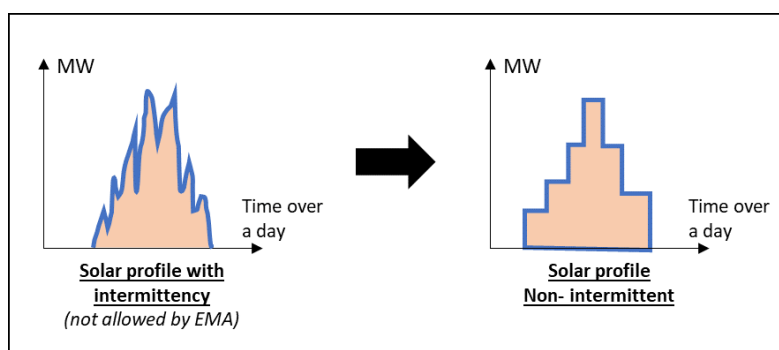 MW
Time over
a day
Solar profile with
intermittency
(not allowed by EMA)
MW
Time over
a day
Solar profile
Non- intermittent